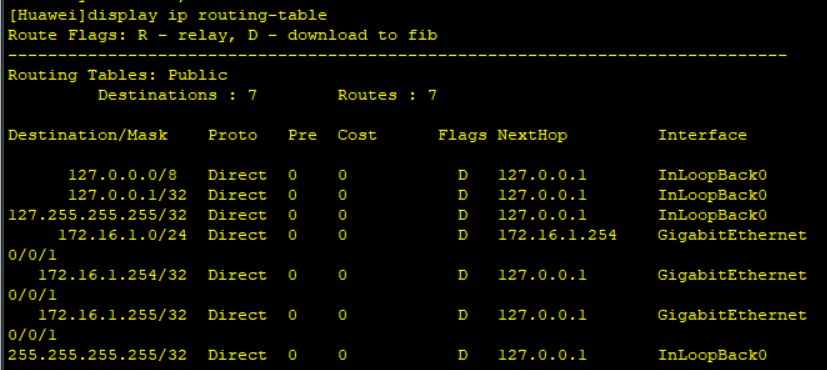 [Huawei]display ip routing-table
Route Flags: R - relay, D - download to fib
------------------------------------------------------------------------------
Routing Tables: Public
         Destinations : 7        Routes : 7

Destination/Mask    Proto   Pre  Cost      Flags NextHop         Interface

      127.0.0.0/8   Direct  0    0           D   127.0.0.1       InLoopBack0
      127.0.0.1/32  Direct  0    0           D   127.0.0.1       InLoopBack0
127.255.255.255/32  Direct  0    0           D   127.0.0.1       InLoopBack0
     172.16.1.0/24  Direct  0    0           D   172.16.1.254    GigabitEthernet
0/0/1
   172.16.1.254/32  Direct  0    0           D   127.0.0.1       GigabitEthernet
0/0/1
   172.16.1.255/32  Direct  0    0           D   127.0.0.1       GigabitEthernet
0/0/1
255.255.255.255/32  Direct  0    0           D   127.0.0.1       InLoopBack0